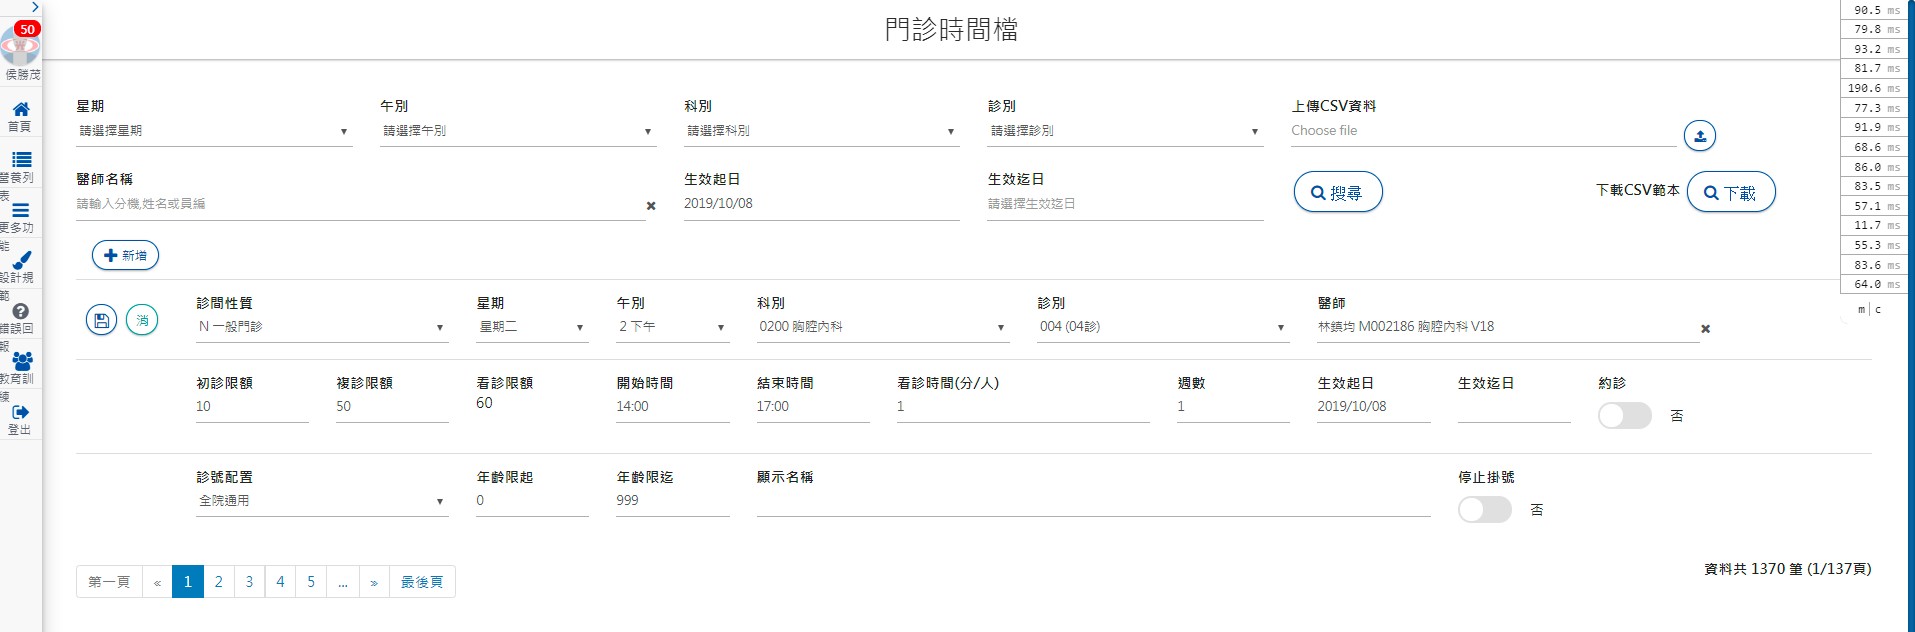 50
侯勝茂
首頁
營養列
表
更多功
能
設計規
範
錯誤回
報
教育訓
練
登出
門診時間檔
星期
請選擇星期
午別
請選擇午別
科別
請選擇科別
診別
請選擇診別
上傳CSV資料
Choose file
醫師名稱
請輸入分機,姓名或員編
生效起日
2019/10/08
生效迄日
請選擇生效迄日
搜尋
下載CSV範本
下載
新增
消
診間性質
N 一般門診
星期
星期二
午別
2 下午
科別
0200 胸腔內科
診別
004 (04診)
醫師
林鎮均 M002186 胸腔內科 V18
初診限額
10
複診限額
50
看診限額
60
開始時間
14:00
結束時間
17:00
看診時間(分/人)
1
週數
1
生效起日
2019/10/08
生效迄日
約診
否
診號配置
全院通用
年齡限起
0
年齡限迄
999
顯示名稱
停止掛號
否
第一頁 « 1 2 3 4 5 ... » 最後頁
資料共 1370 筆 (1/137頁)
90.5 ms
79.8 ms
93.2 ms
81.7 ms
190.6 ms
77.3 ms
91.9 ms
68.6 ms
86.0 ms
83.5 ms
57.1 ms
11.7 ms
55.3 ms
83.6 ms
64.0 ms
m c